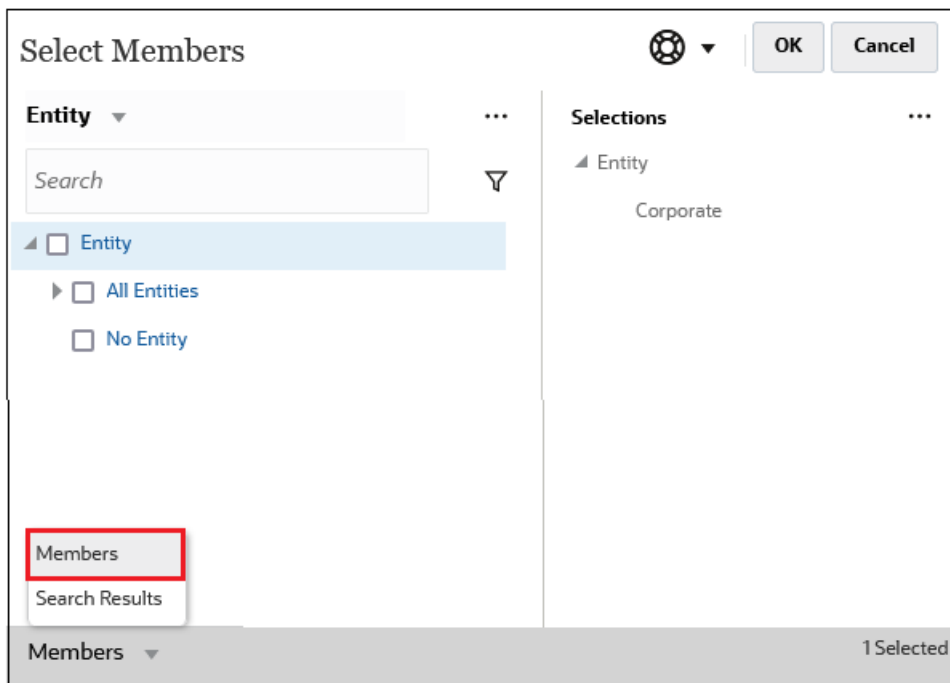 Select Members
OK
Cancel
Entity
Selections
Search
Entity
Corporate
Entity
All Entities
No Entity
Members
Search Results
Members
1 Selected